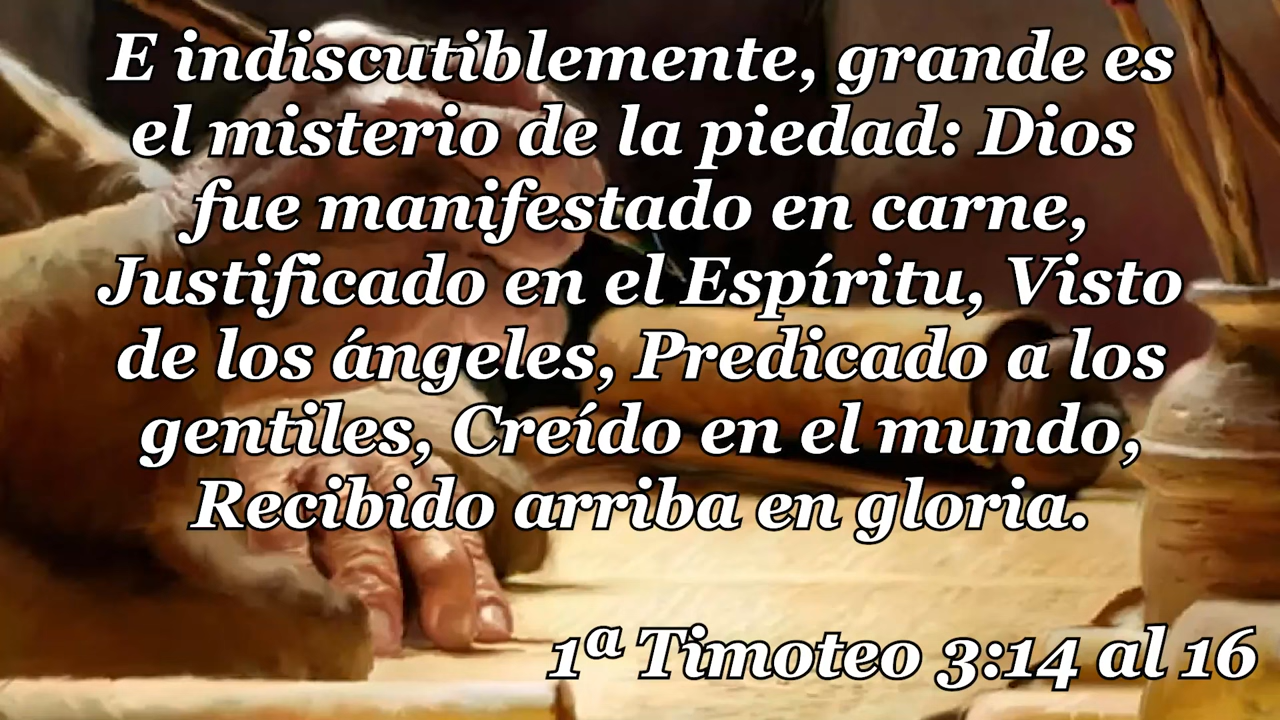 E indiscutiblemente, grande es
el misterio de la piedad: Dios
fue manifestado en carne,
Justificado en el Espíritu, Visto
de los ángeles, Predicado a los
gentiles, Creído en el mundo,
Recibido arriba en gloria.
1ª Timoteo 3:14 al 16